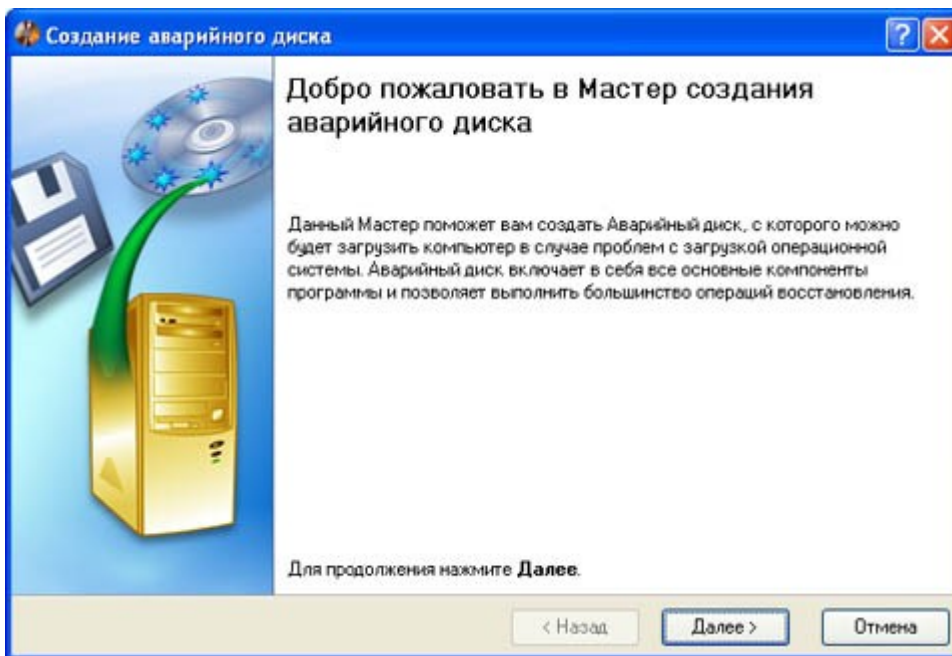 Создание аварийного диска
Добро пожаловать в Мастер создания
аварийного диска
Данный Мастер поможет вам создать Аварийный диск, с которого можно
будет загрузить компьютер в случае проблем с загрузкой операционной
системы. Аварийный диск включает в себя все основные компоненты
программы и позволяет выполнить большинство операций восстановления.
Для продолжения нажмите Далее.
< Назад Далее > Отмена